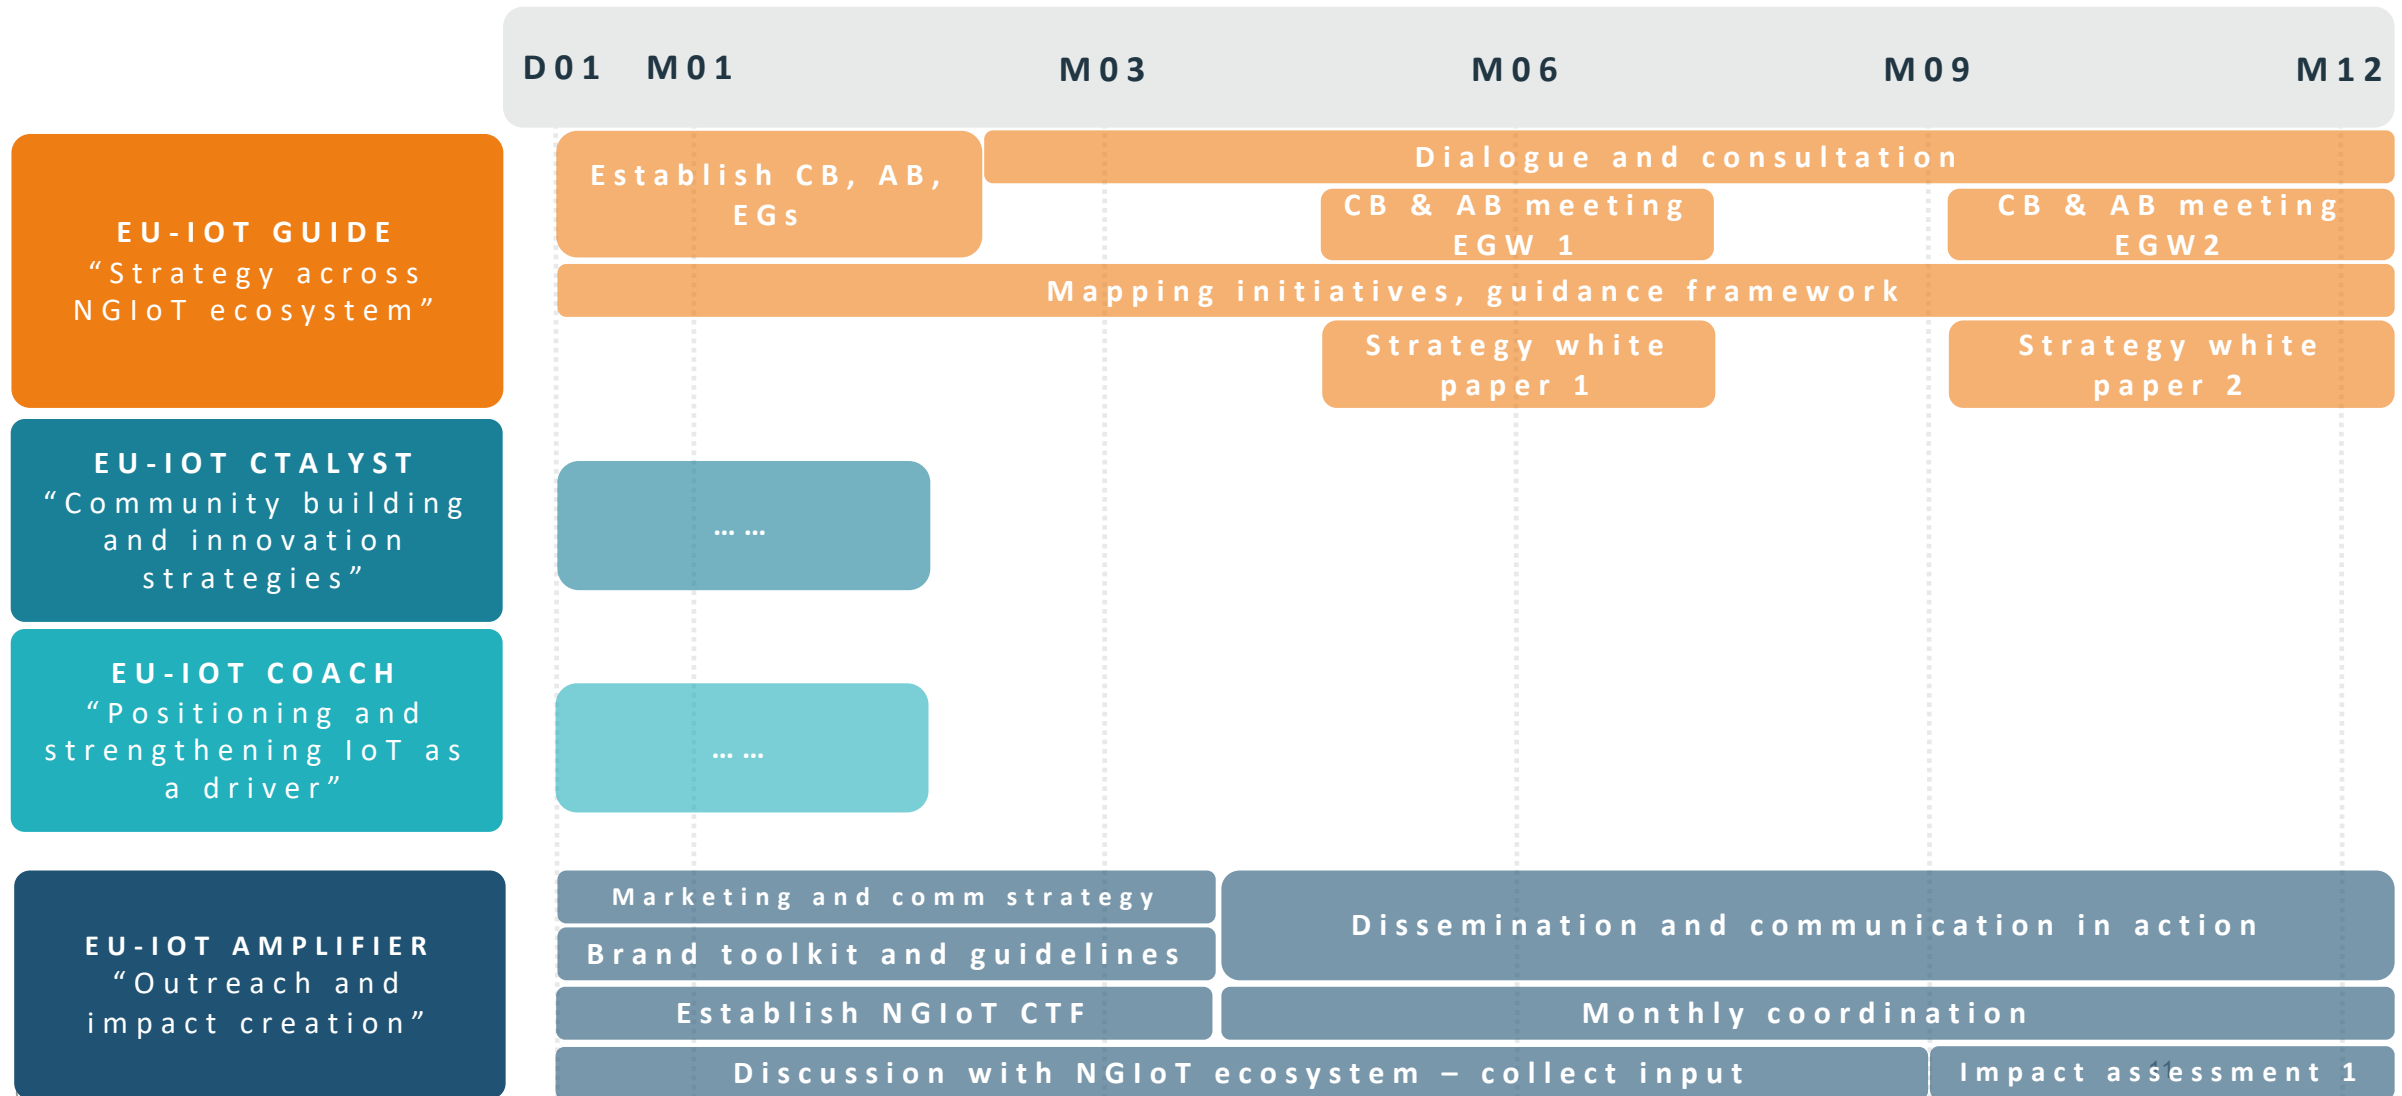 D01 M01 M03 M06 M09 M12
EU-IOT GUIDE
“Strategy across
NGIoT ecosystem”
Establish CB, AB,
EGs
Dialogue and consultation
CB & AB meeting
EGW 1
CB & AB meeting
EGW2
Mapping initiatives, guidance framework
Strategy white
paper 1
Strategy white
paper 2
EU-IOT CTALYST
“Community building
and innovation
strategies”
... ...
EU-IOT COACH
“Positioning and
strengthening IoT as
a driver”
... ...
EU-IOT AMPLIFIER
“Outreach and
impact creation”
Marketing and comm strategy
Brand toolkit and guidelines
Dissemination and communication in action
Establish NGIoT CTF
Monthly coordination
Discussion with NGIoT ecosystem – collect input
Impact assessment 1
11